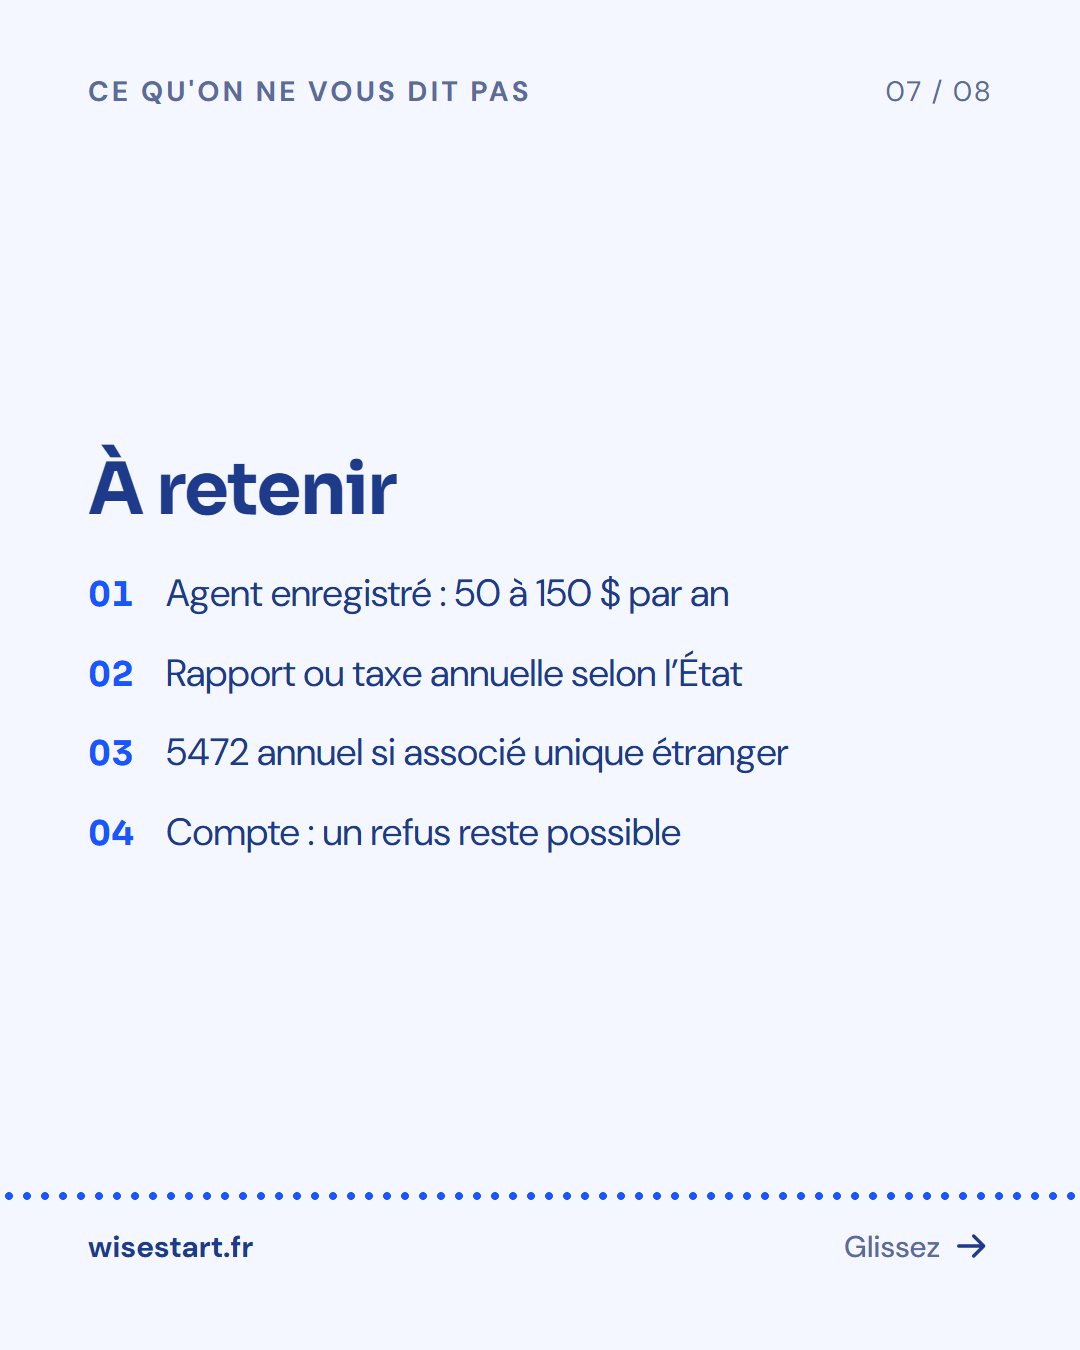 CE QU'ON NE VOUS DIT PAS
07 / 08
À retenir
01 Agent enregistré : 50 à 150 $ par an
02 Rapport ou taxe annuelle selon l’État
03 5472 annuel si associé unique étranger
04 Compte : un refus reste possible
wisestart.fr
Glissez →